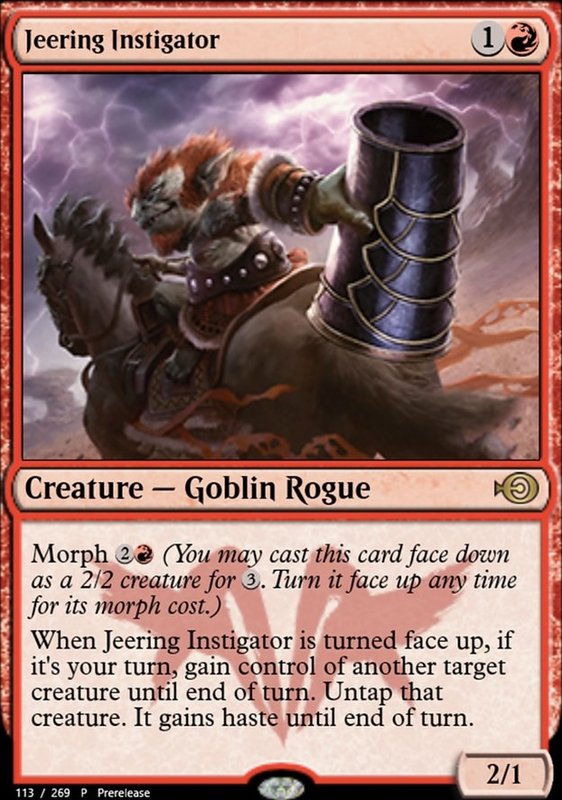 Jeering Instigator 1
Creature — Goblin Rogue
Morph 2 (You may cast this card face down
as a 2/2 creature for 3. Turn it face up any time
for its morph cost.)
When Jeering Instigator is turned face up, if
it's your turn, gain control of another target
creature until end of turn. Untap that
creature. It gains haste until end of turn.
2/1
113 / 269 P Prerelease